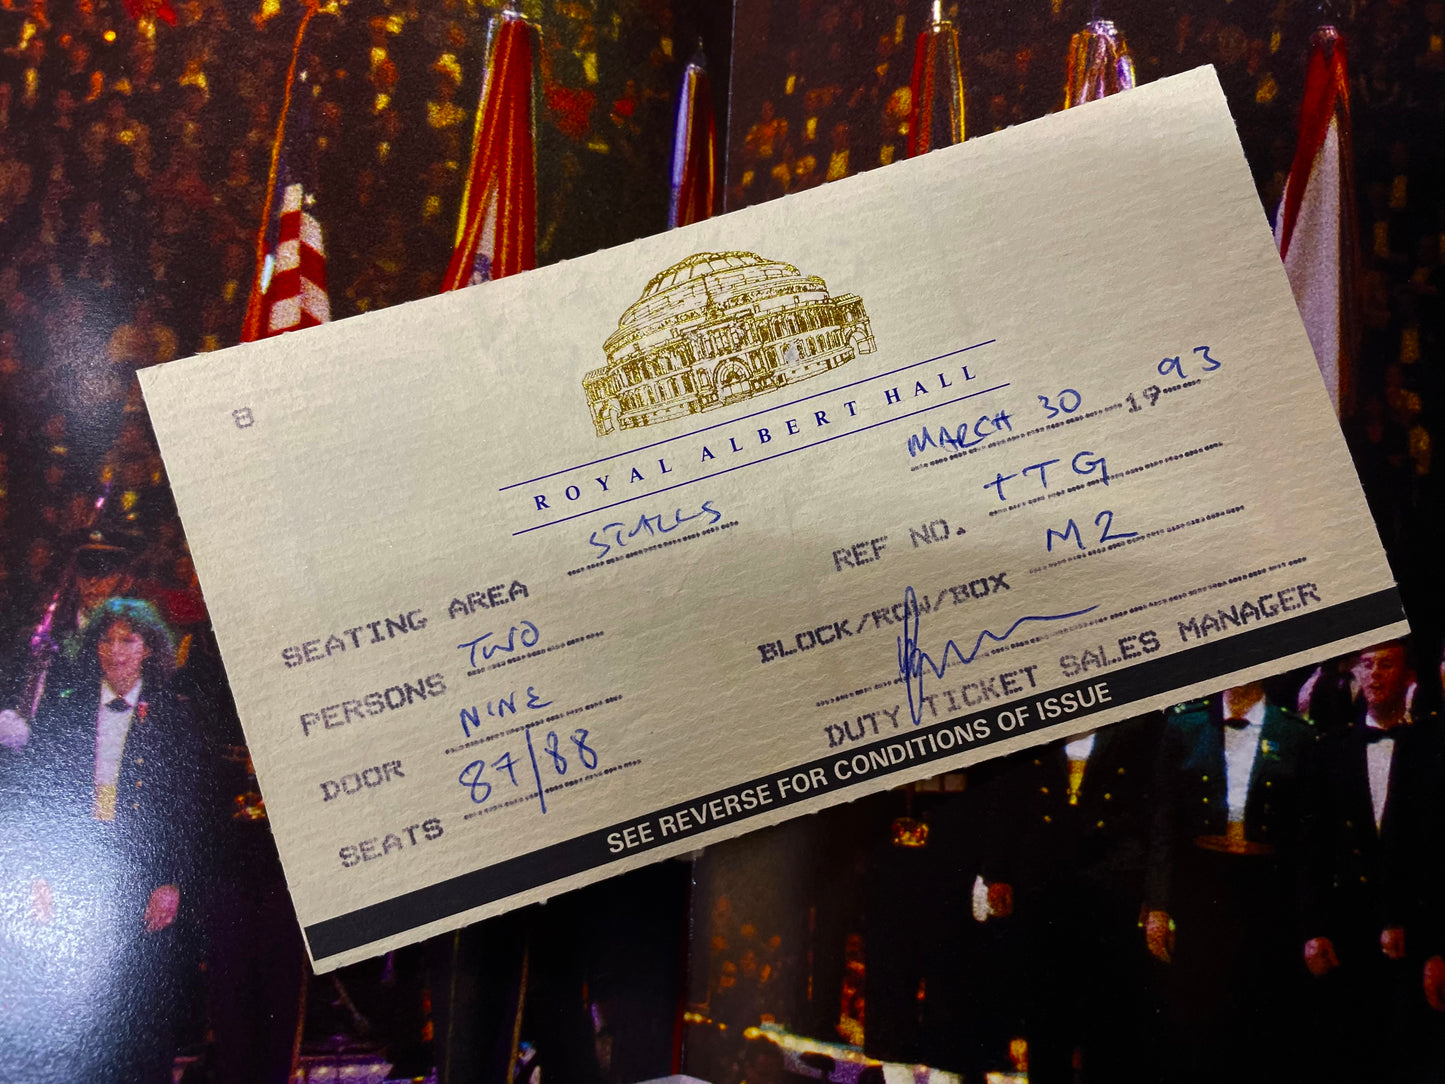 8
ROYAL ALBERT HALL
MARCH 30 19 93
SEATING AREA STALLS
REF NO. TTG
PERSONS TWO
BLOCK/ROW/BOX M2
DOOR NINE
SEATS 87/88
DUTY TICKET SALES MANAGER
SEE REVERSE FOR CONDITIONS OF ISSUE